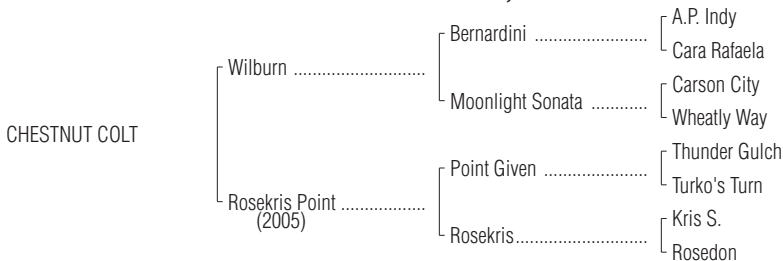 A.P. Indy
Bernardini ........................
Cara Rafaela
Wilburn ............................
Carson City
Moonlight Sonata ............
Wheatly Way
CHESTNUT COLT
Thunder Gulch
Point Given ......................
Turko's Turn
Rosekris Point ..................
(2005)
Kris S.
Rosekris............................
Rosedon